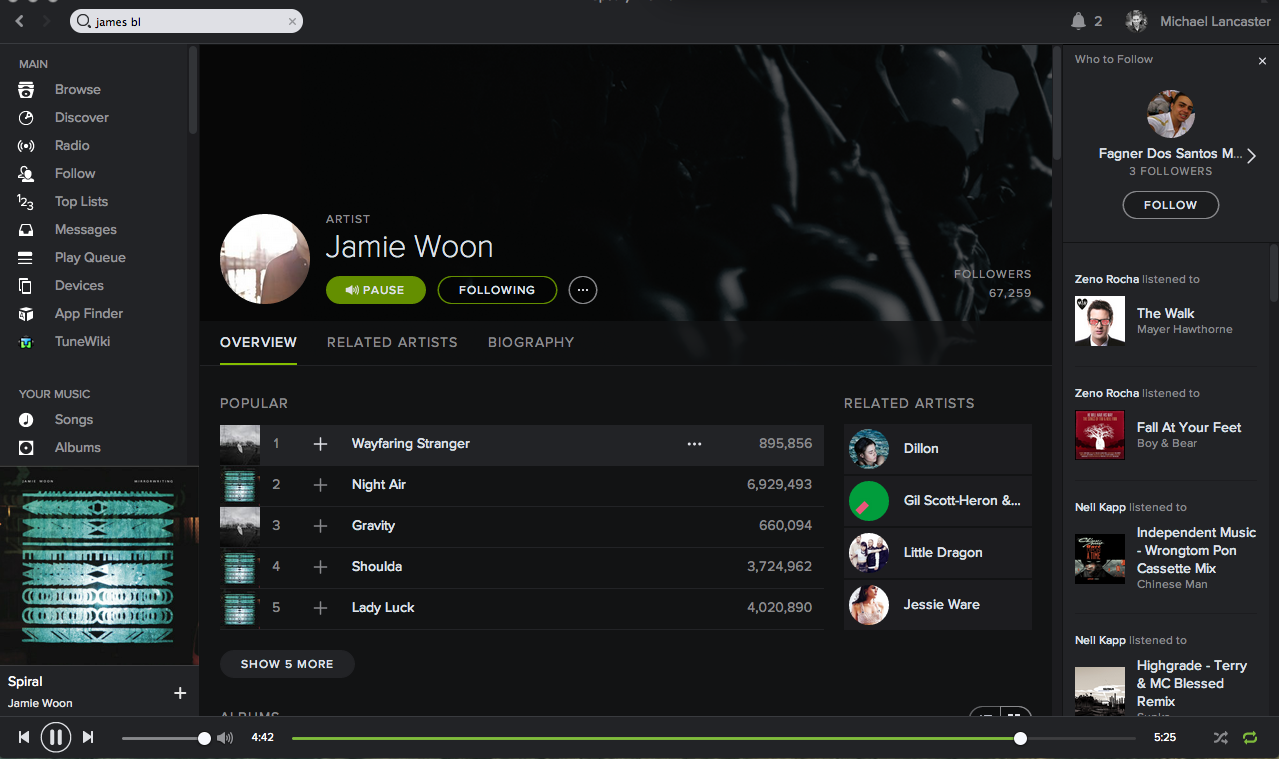 james bl
2
Michael Lancaster
MAIN
Browse
Discover
Radio
Follow
Top Lists
Messages
Play Queue
Devices
App Finder
TuneWiki
YOUR MUSIC
Songs
Albums
JAMIE WOON
MIRRORWRITING
Spiral
Jamie Woon
ARTIST
Jamie Woon
PAUSE
FOLLOWING
FOLLOWERS
67,259
OVERVIEW
RELATED ARTISTS
BIOGRAPHY
POPULAR
1 Wayfaring Stranger 895,856
2 Night Air 6,929,493
3 Gravity 660,094
4 Shoulda 3,724,962
5 Lady Luck 4,020,890
SHOW 5 MORE
ALBUMS
RELATED ARTISTS
Dillon
Gil Scott-Heron &...
Little Dragon
Jessie Ware
Who to Follow
Fagner Dos Santos M...
3 FOLLOWERS
FOLLOW
Zeno Rocha listened to
The Walk
Mayer Hawthorne
Zeno Rocha listened to
Fall At Your Feet
Boy & Bear
Nell Kapp listened to
Independent Music
- Wrongtom Pon
Cassette Mix
Chinese Man
Nell Kapp listened to
Highgrade - Terry
& MC Blessed
Remix
4:42
5:25